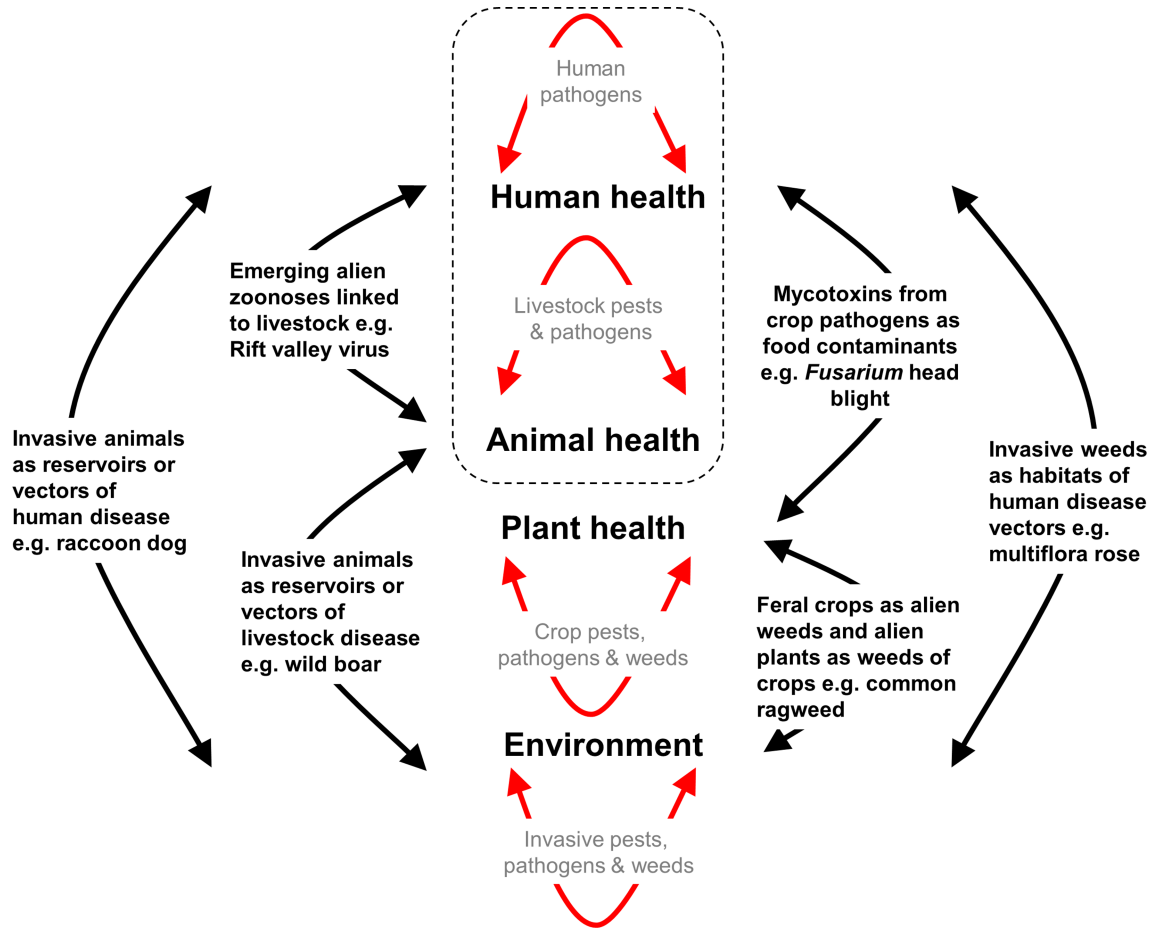 Human
pathogens
Human health
Livestock pests
& pathogens
Animal health
Plant health
Crop pests,
pathogens & weeds
Environment
Invasive pests,
pathogens & weeds
Emerging alien
zoonoses linked
to livestock e.g.
Rift valley virus
Invasive animals
as reservoirs or
vectors of
human disease
e.g. raccoon dog
Invasive animals
as reservoirs or
vectors of
livestock disease
e.g. wild boar
Mycotoxins from
crop pathogens as
food contaminants
e.g. Fusarium head
blight
Invasive weeds
as habitats of
human disease
vectors e.g.
multiflora rose
Feral crops as alien
weeds and alien
plants as weeds of
crops e.g. common
ragweed